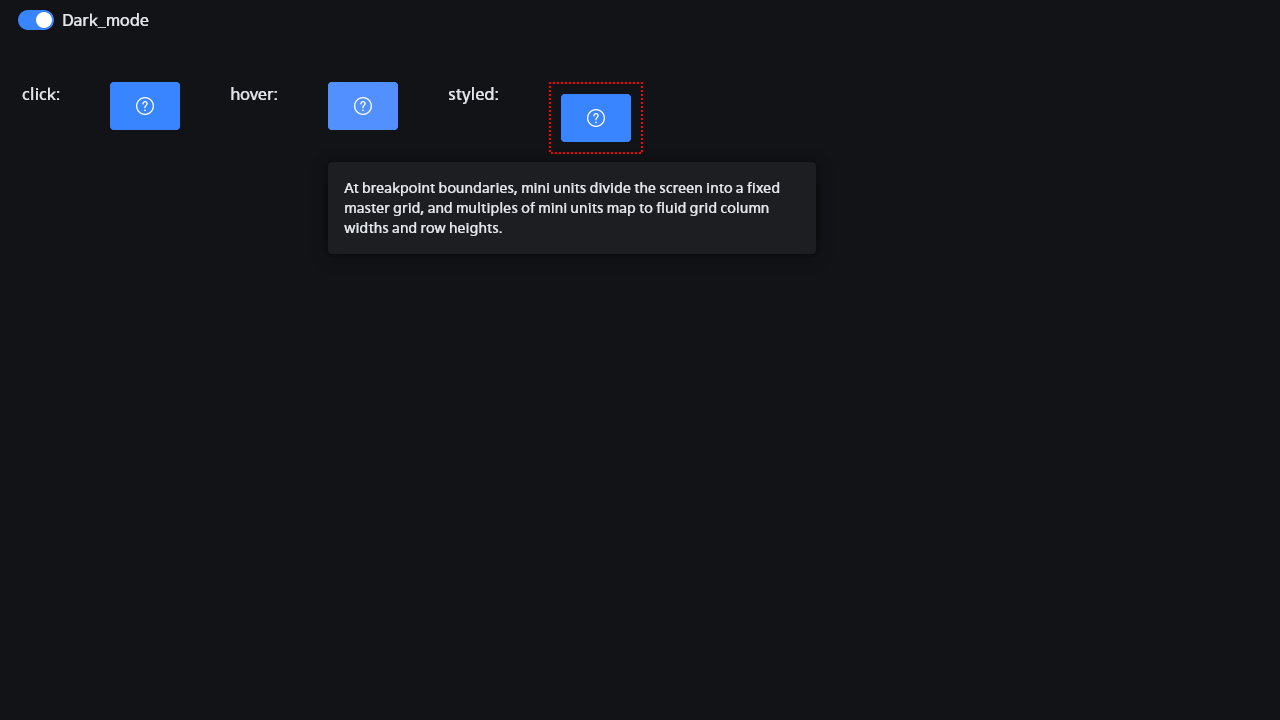 Dark_mode
click:
hover:
styled:
At breakpoint boundaries, mini units divide the screen into a fixed
master grid, and multiples of mini units map to fluid grid column
widths and row heights.